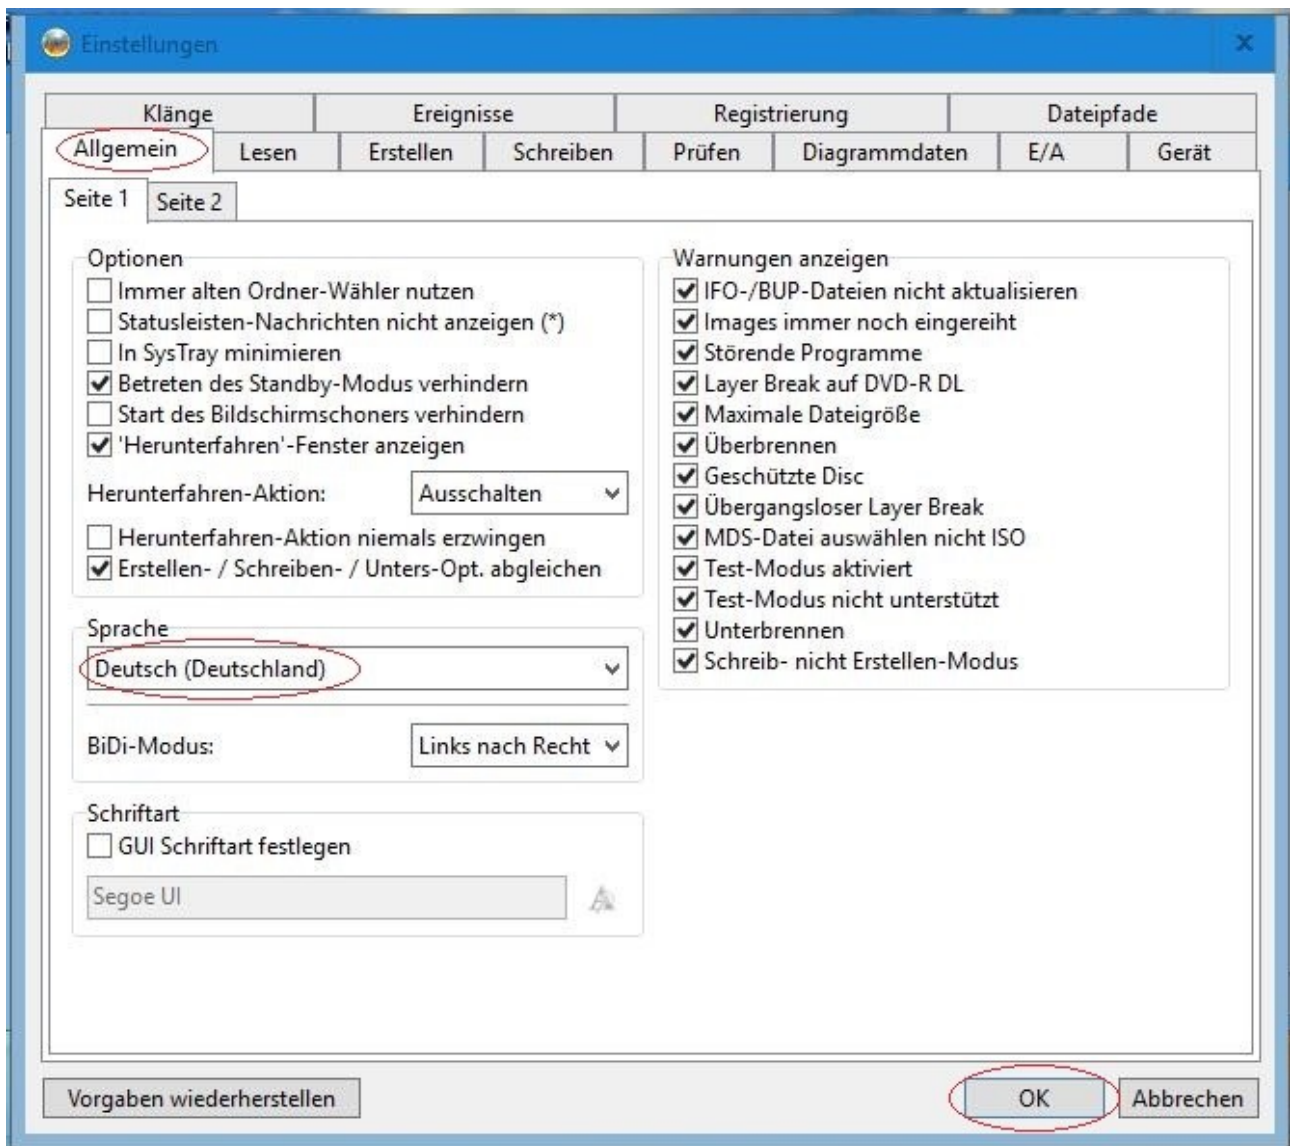 Einstellungen
Klänge Ereignisse Registrierung Dateipfade
Allgemein Lesen Erstellen Schreiben Prüfen Diagrammdaten E/A Gerät
Seite 1 Seite 2
Optionen
Immer alten Ordner-Wähler nutzen
Statusleisten-Nachrichten nicht anzeigen (*)
In SysTray minimieren
Betreten des Standby-Modus verhindern
Start des Bildschirmschoners verhindern
'Herunterfahren'-Fenster anzeigen
Herunterfahren-Aktion: Ausschalten
Herunterfahren-Aktion niemals erzwingen
Erstellen- / Schreiben- / Unters-Opt. abgleichen
Sprache
Deutsch (Deutschland)
BiDi-Modus: Links nach Recht
Schriftart
GUI Schriftart festlegen
Segoe UI
Warnungen anzeigen
IFO-/BUP-Dateien nicht aktualisieren
Images immer noch eingereiht
Störende Programme
Layer Break auf DVD-R DL
Maximale Dateigröße
Überbrennen
Geschützte Disc
Übergangsloser Layer Break
MDS-Datei auswählen nicht ISO
Test-Modus aktiviert
Test-Modus nicht unterstützt
Unterbrennen
Schreib- nicht Erstellen-Modus
Vorgaben wiederherstellen OK Abbrechen